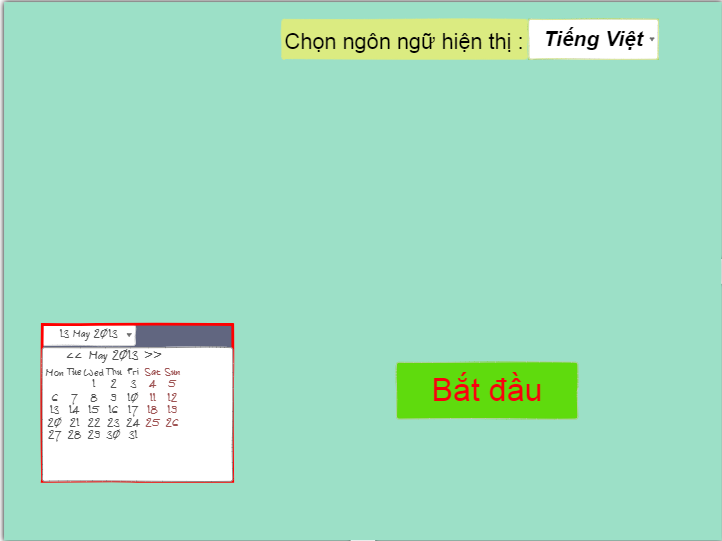 Chọn ngôn ngữ hiện thị : Tiếng Việt
13 May 2013
<< May 2013 >>
Mon Tue Wed Thu Fri Sat Sun
1 2 3 4 5
6 7 8 9 10 11 12
13 14 15 16 17 18 19
20 21 22 23 24 25 26
27 28 29 30 31
Bắt đầu